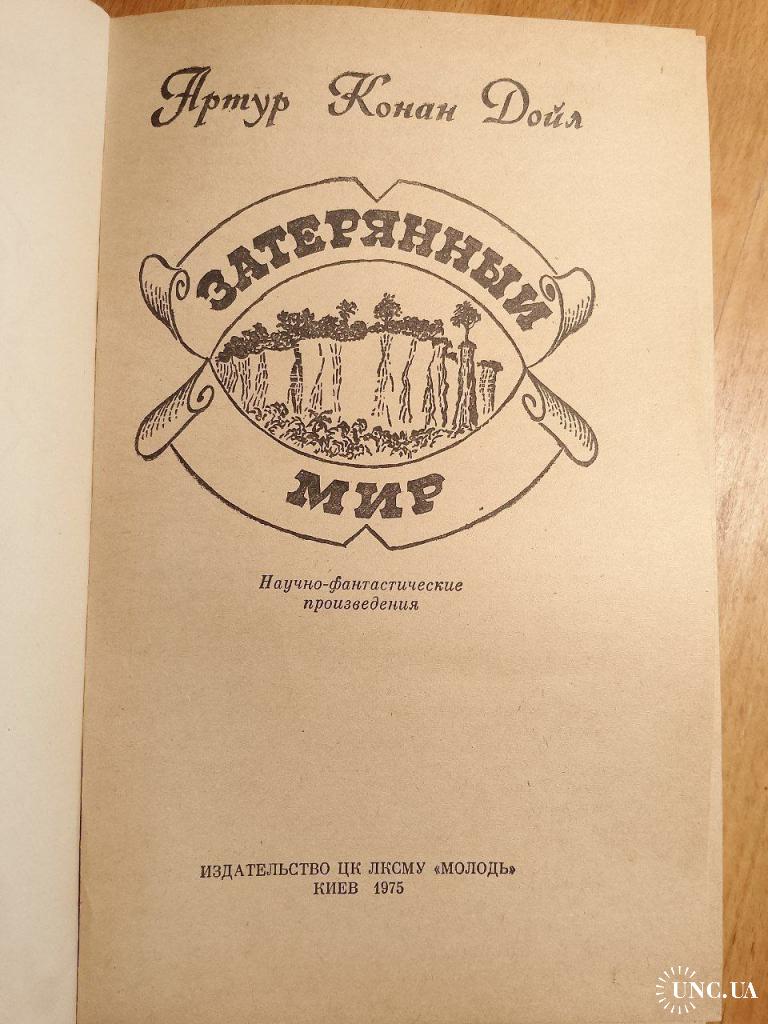 Артур Конан Дойл
ЗАТЕРЯННЫЙ
МИР
Научно-фантастические
произведения
ИЗДАТЕЛЬСТВО ЦК ЛКСМУ «МОЛОДЬ»
КИЕВ 1975
UNC.UA